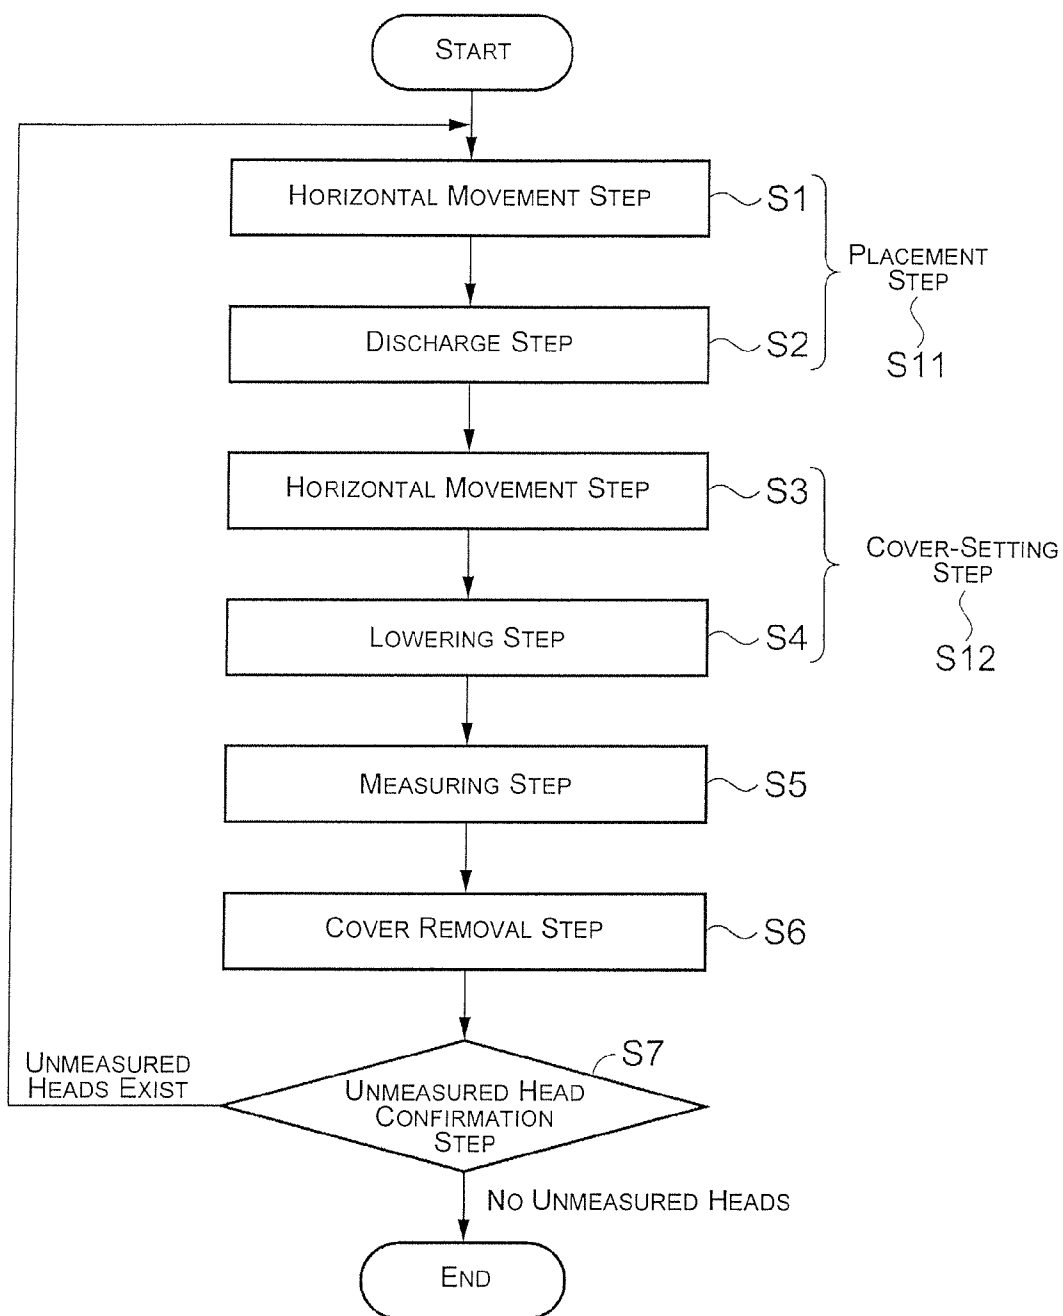 START
HORIZONTAL MOVEMENT STEP
S1
PLACEMENT
STEP
S11
DISCHARGE STEP
S2
HORIZONTAL MOVEMENT STEP
S3
COVER-SETTING
STEP
S12
LOWERING STEP
S4
MEASURING STEP
S5
COVER REMOVAL STEP
S6
S7
UNMEASURED
HEADS EXIST
UNMEASURED HEAD
CONFIRMATION
STEP
NO UNMEASURED HEADS
END